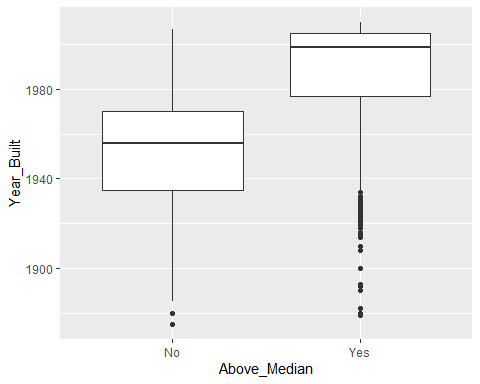 Year_Built
1980
1940
1900
No
Yes
Above_Median